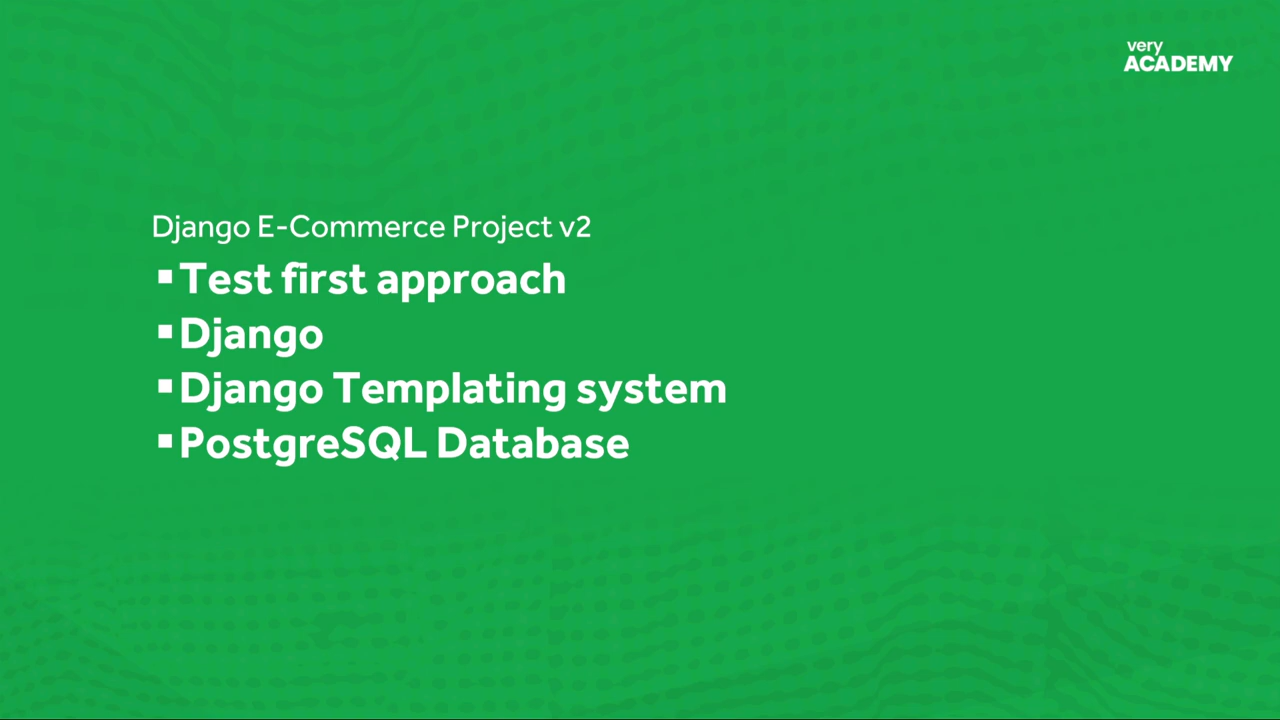 very
ACADEMY
Django E-Commerce Project v2
▪Test first approach
▪Django
▪Django Templating system
▪PostgreSQL Database